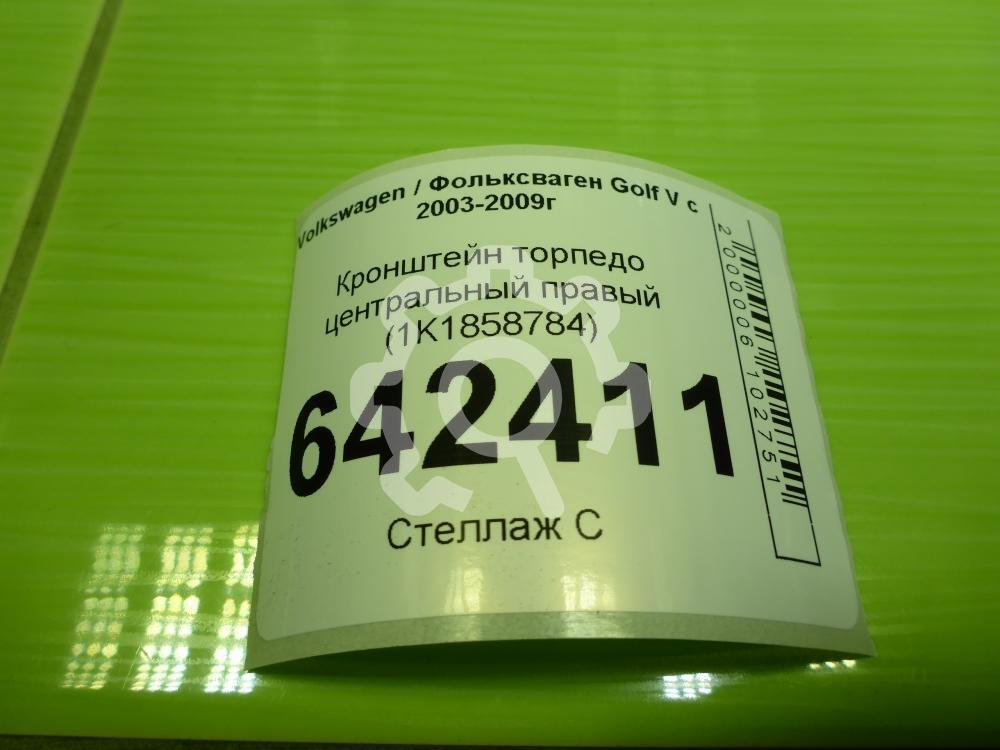 Volkswagen / Фольксваген Golf V с
2003-2009г
Кронштейн торпедо
центральный правый
(1K1858784)
642411
Стеллаж С
2000006102751